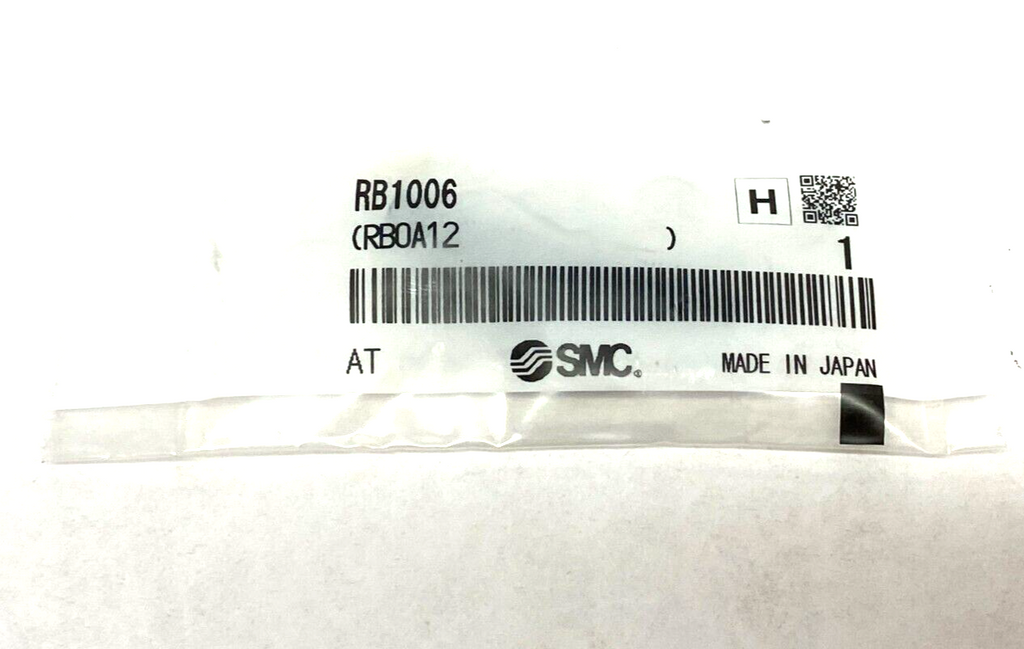 RB1006
H
(RB0A12 )
1
AT
SMC
MADE IN JAPAN